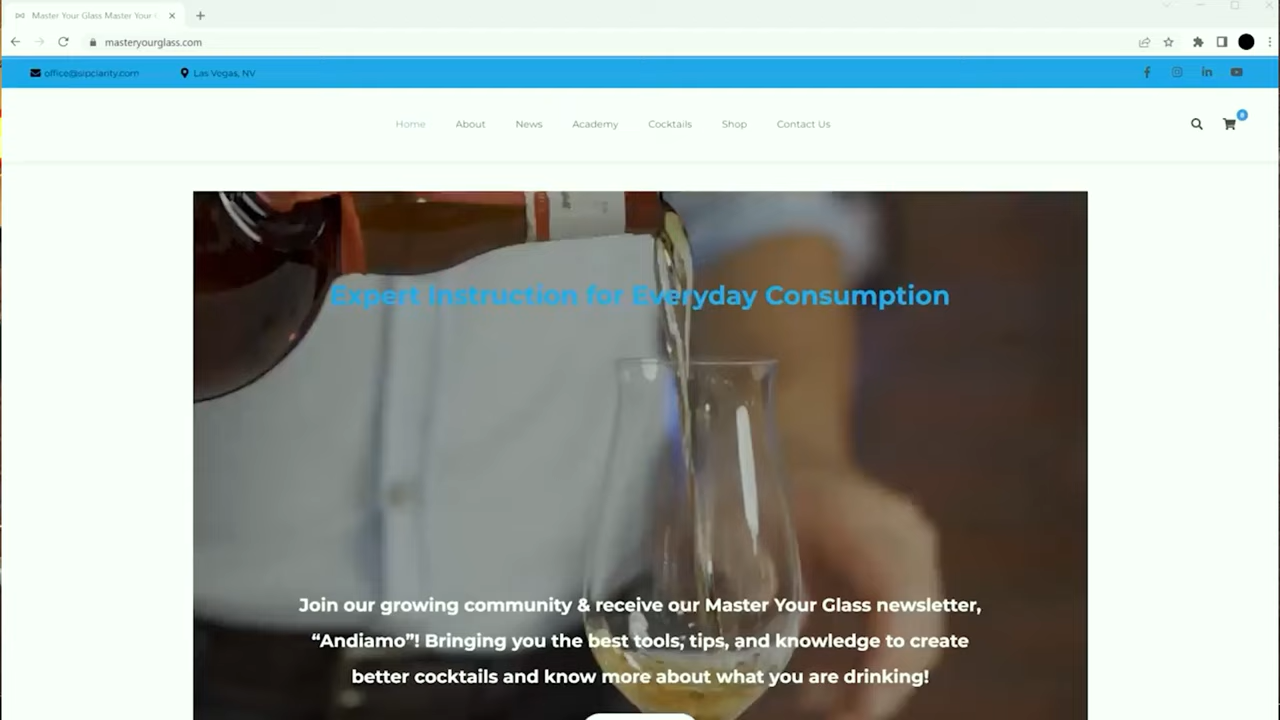 Master Your Glass Master Your
masteryourglass.com
office@sipclarity.com Las Vegas, NV
Home About News Academy Cocktails Shop Contact Us
0
Expert Instruction for Everyday Consumption
Join our growing community & receive our Master Your Glass newsletter,
“Andiamo”! Bringing you the best tools, tips, and knowledge to create
better cocktails and know more about what you are drinking!